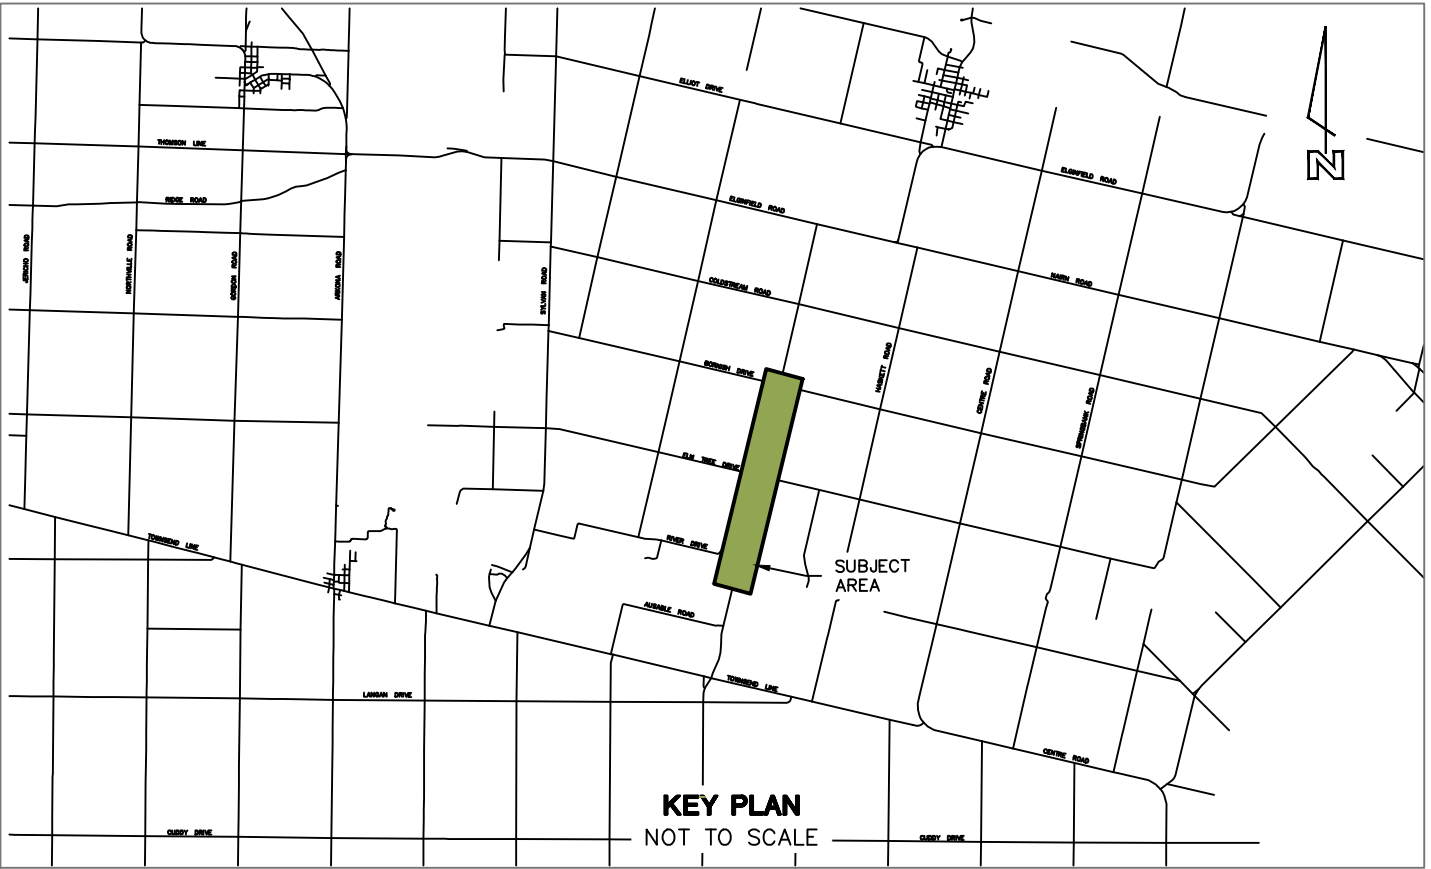 ELLIOT DRIVE
THOMSON LINE
N
ELGINFIELD ROAD
RIDGE ROAD
ELGINFIELD ROAD
JERICHO ROAD
NORTHVILLE ROAD
GORDON ROAD
ARKONA ROAD
SYLVAN ROAD
COLDSTREAM ROAD
NAIRN ROAD
BORNISH DRIVE
HASKETT ROAD
CENTRE ROAD
SPRINGBANK ROAD
ELM TREE DRIVE
TOWNSEND LINE
RIVER DRIVE
SUBJECT
AREA
AUSABLE ROAD
TOWNSEND LINE
LANGAN DRIVE
CENTRE ROAD
KEY PLAN
NOT TO SCALE
CUDDY DRIVE
CUDDY DRIVE